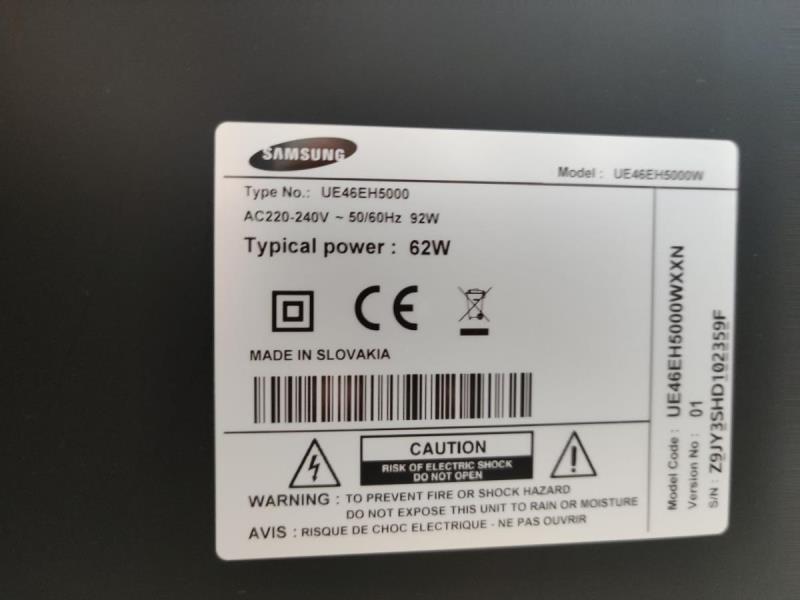 SAMSUNG
Model : UE46EH5000W
Type No.: UE46EH5000
AC220-240V ~ 50/60Hz 92W
Typical power : 62W
CE
MADE IN SLOVAKIA
CAUTION
RISK OF ELECTRIC SHOCK
DO NOT OPEN
WARNING : TO PREVENT FIRE OR SHOCK HAZARD
DO NOT EXPOSE THIS UNIT TO RAIN OR MOISTURE
AVIS : RISQUE DE CHOC ELECTRIQUE - NE PAS OUVRIR
Model Code : UE46EH5000WXXN
Version No : 01
S/N : Z9JY3SHD102359F